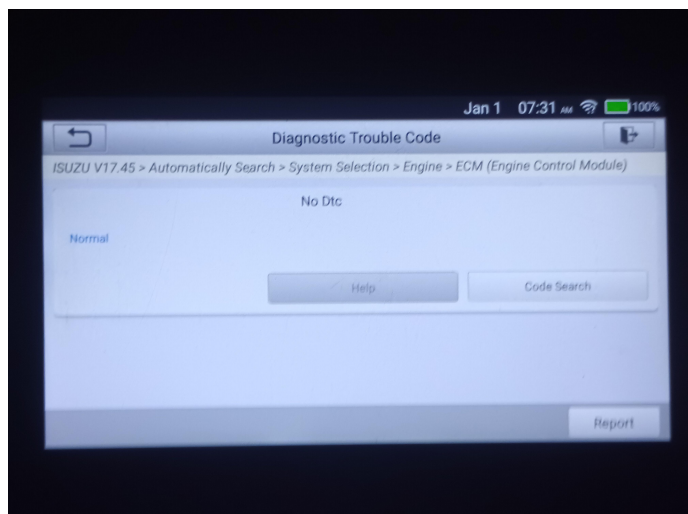 Jan 1 07:31 AM 100%
Diagnostic Trouble Code
ISUZU V17.45 > Automatically Search > System Selection > Engine > ECM (Engine Control Module)
No Dtc
Normal
Help
Code Search
Report